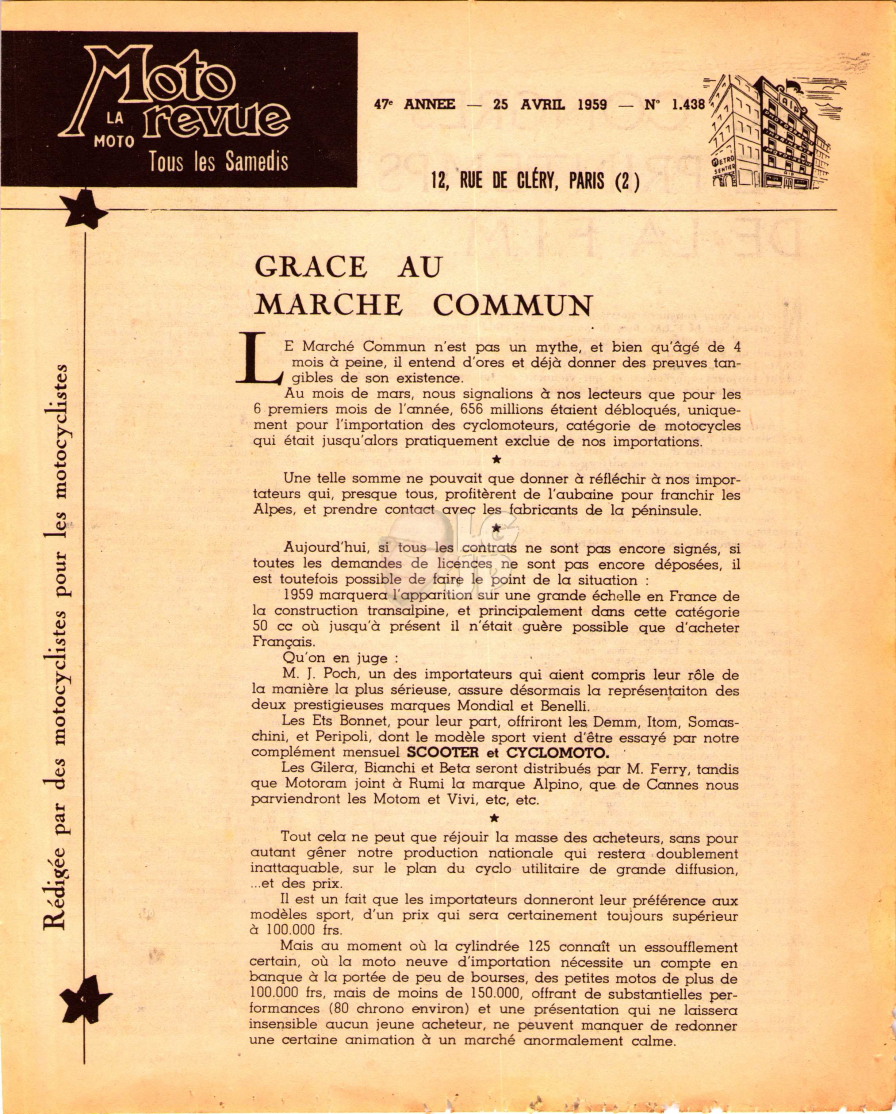 Moto
LA MOTO revue
Tous les Samedis
47e ANNEE — 25 AVRIL 1959 — N° 1.438
12, RUE DE CLÉRY, PARIS (2)
METRO
SENTIER
Rédigée par des motocyclistes pour les motocyclistes
GRACE AU
MARCHE COMMUN
LE Marché Commun n'est pas un mythe, et bien qu'âgé de 4
mois à peine, il entend d'ores et déjà donner des preuves tan-
gibles de son existence.
Au mois de mars, nous signalions à nos lecteurs que pour les
6 premiers mois de l'année, 656 millions étaient débloqués, unique-
ment pour l'importation des cyclomoteurs, catégorie de motocycles
qui était jusqu'alors pratiquement exclue de nos importations.
★
Une telle somme ne pouvait que donner à réfléchir à nos impor-
tateurs qui, presque tous, profitèrent de l'aubaine pour franchir les
Alpes, et prendre contact avec les fabricants de la péninsule.
★
Aujourd'hui, si tous les contrats ne sont pas encore signés, si
toutes les demandes de licences ne sont pas encore déposées, il
est toutefois possible de faire le point de la situation :
1959 marquera l'apparition sur une grande échelle en France de
la construction transalpine, et principalement dans cette catégorie
50 cc où jusqu'à présent il n'était guère possible que d'acheter
Français.
Qu'on en juge :
M. J. Poch, un des importateurs qui aient compris leur rôle de
la manière la plus sérieuse, assure désormais la représentaiton des
deux prestigieuses marques Mondial et Benelli.
Les Ets Bonnet, pour leur part, offriront les Demm, Itom, Somas-
chini, et Peripoli, dont le modèle sport vient d'être essayé par notre
complément mensuel SCOOTER et CYCLOMOTO.
Les Gilera, Bianchi et Beta seront distribués par M. Ferry, tandis
que Motoram joint à Rumi la marque Alpino, que de Cannes nous
parviendront les Motom et Vivi, etc, etc.
★
Tout cela ne peut que réjouir la masse des acheteurs, sans pour
autant gêner notre production nationale qui restera doublement
inattaquable, sur le plan du cyclo utilitaire de grande diffusion,
...et des prix.
Il est un fait que les importateurs donneront leur préférence aux
modèles sport, d'un prix qui sera certainement toujours supérieur
à 100.000 frs.
Mais au moment où la cylindrée 125 connaît un essoufflement
certain, où la moto neuve d'importation nécessite un compte en
banque à la portée de peu de bourses, des petites motos de plus de
100.000 frs, mais de moins de 150.000, offrant de substantielles per-
formances (80 chrono environ) et une présentation qui ne laissera
insensible aucun jeune acheteur, ne peuvent manquer de redonner
une certaine animation à un marché anormalement calme.